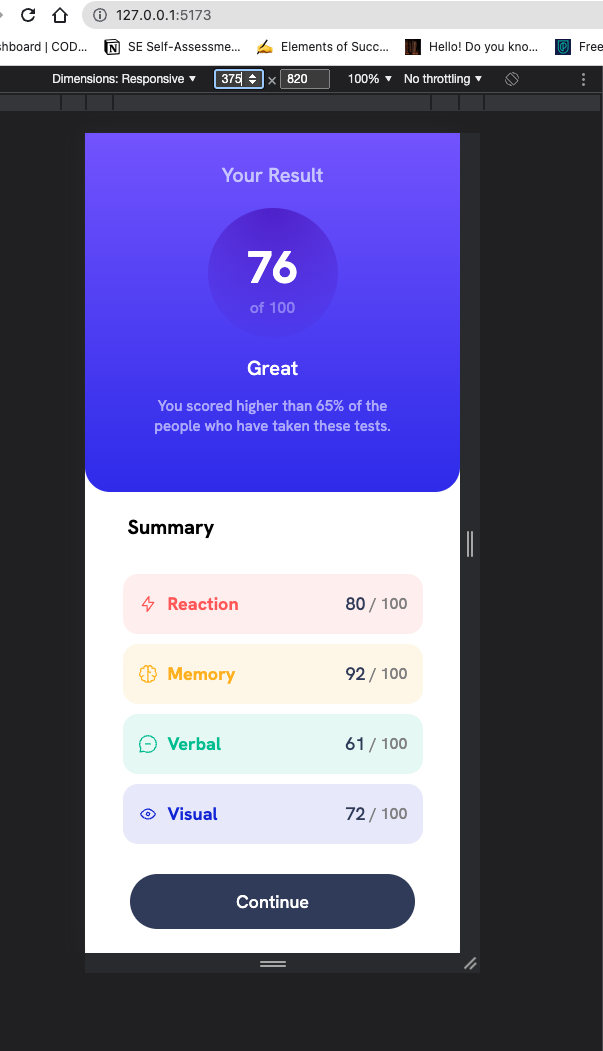 127.0.0.1:5173
shboard | COD... SE Self-Assessme... Elements of Succ... Hello! Do you kno... Free
Dimensions: Responsive 375 × 820 100% No throttling
Your Result
76
of 100
Great
You scored higher than 65% of the
people who have taken these tests.
Summary
Reaction 80 / 100
Memory 92 / 100
Verbal 61 / 100
Visual 72 / 100
Continue